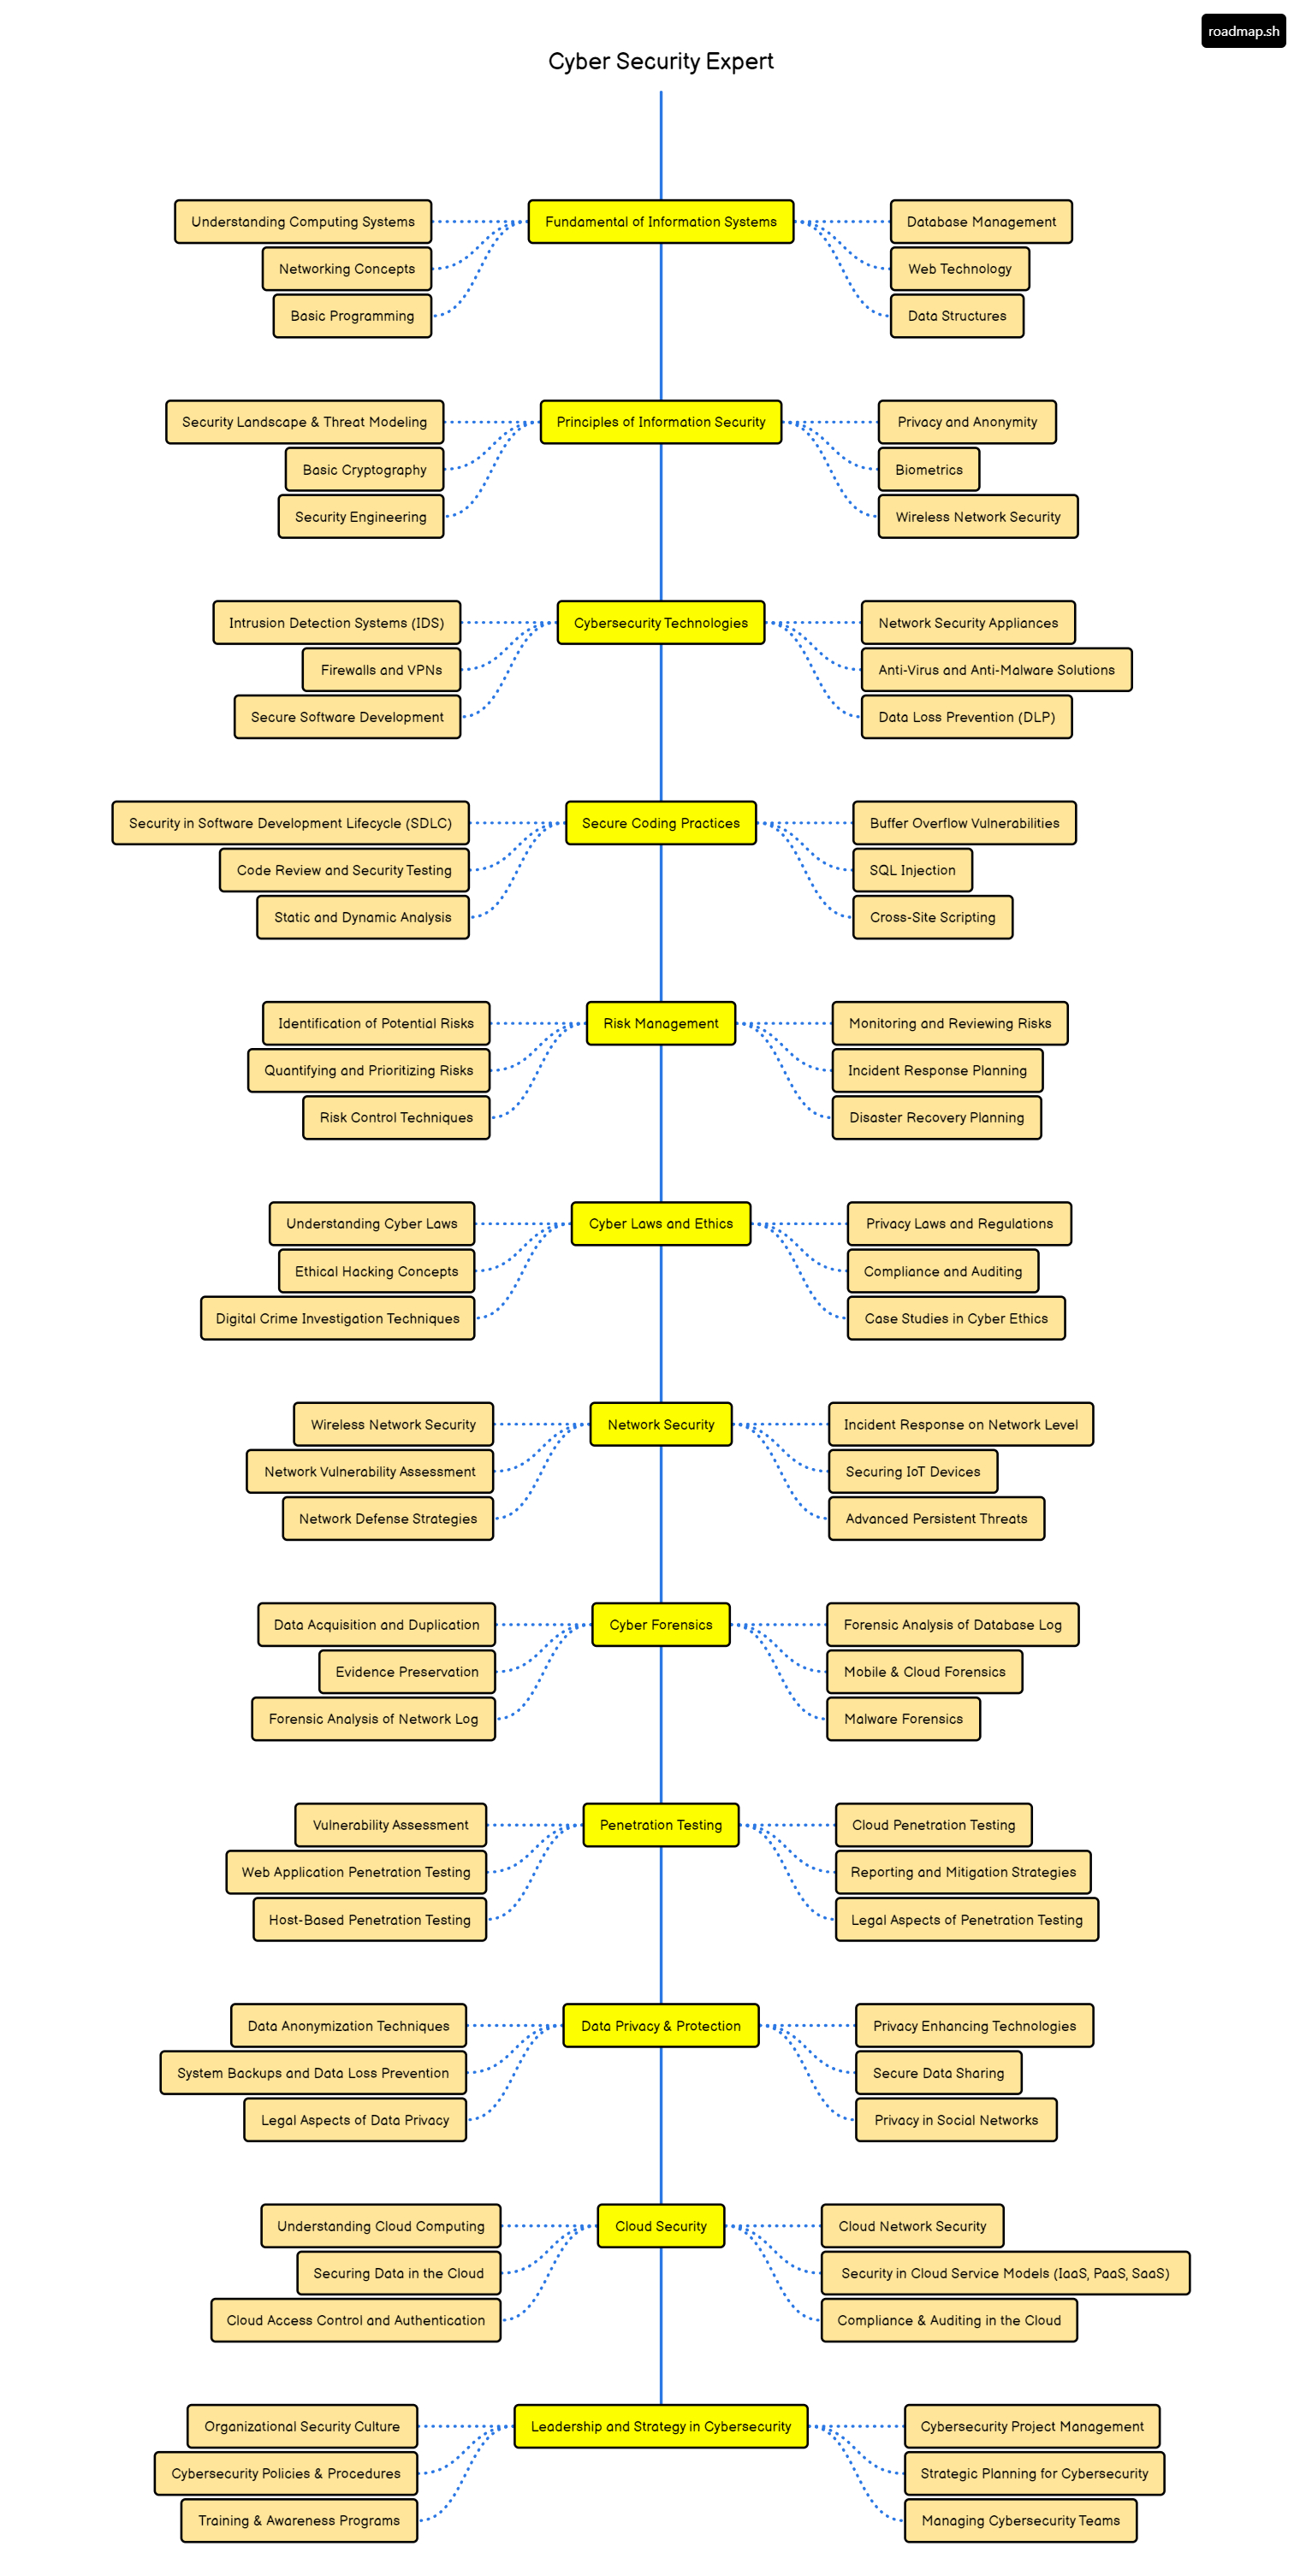 roadmap.sh
Cyber Security Expert
Understanding Computing Systems
Networking Concepts
Basic Programming
Fundamental of Information Systems
Database Management
Web Technology
Data Structures
Security Landscape & Threat Modeling
Basic Cryptography
Security Engineering
Principles of Information Security
Privacy and Anonymity
Biometrics
Wireless Network Security
Intrusion Detection Systems (IDS)
Firewalls and VPNs
Secure Software Development
Cybersecurity Technologies
Network Security Appliances
Anti-Virus and Anti-Malware Solutions
Data Loss Prevention (DLP)
Security in Software Development Lifecycle (SDLC)
Code Review and Security Testing
Static and Dynamic Analysis
Secure Coding Practices
Buffer Overflow Vulnerabilities
SQL Injection
Cross-Site Scripting
Identification of Potential Risks
Quantifying and Prioritizing Risks
Risk Control Techniques
Risk Management
Monitoring and Reviewing Risks
Incident Response Planning
Disaster Recovery Planning
Understanding Cyber Laws
Ethical Hacking Concepts
Digital Crime Investigation Techniques
Cyber Laws and Ethics
Privacy Laws and Regulations
Compliance and Auditing
Case Studies in Cyber Ethics
Wireless Network Security
Network Vulnerability Assessment
Network Defense Strategies
Network Security
Incident Response on Network Level
Securing IoT Devices
Advanced Persistent Threats
Data Acquisition and Duplication
Evidence Preservation
Forensic Analysis of Network Log
Cyber Forensics
Forensic Analysis of Database Log
Mobile & Cloud Forensics
Malware Forensics
Vulnerability Assessment
Web Application Penetration Testing
Host-Based Penetration Testing
Penetration Testing
Cloud Penetration Testing
Reporting and Mitigation Strategies
Legal Aspects of Penetration Testing
Data Anonymization Techniques
System Backups and Data Loss Prevention
Legal Aspects of Data Privacy
Data Privacy & Protection
Privacy Enhancing Technologies
Secure Data Sharing
Privacy in Social Networks
Understanding Cloud Computing
Securing Data in the Cloud
Cloud Access Control and Authentication
Cloud Security
Cloud Network Security
Security in Cloud Service Models (IaaS, PaaS, SaaS)
Compliance & Auditing in the Cloud
Organizational Security Culture
Cybersecurity Policies & Procedures
Training & Awareness Programs
Leadership and Strategy in Cybersecurity
Cybersecurity Project Management
Strategic Planning for Cybersecurity
Managing Cybersecurity Teams